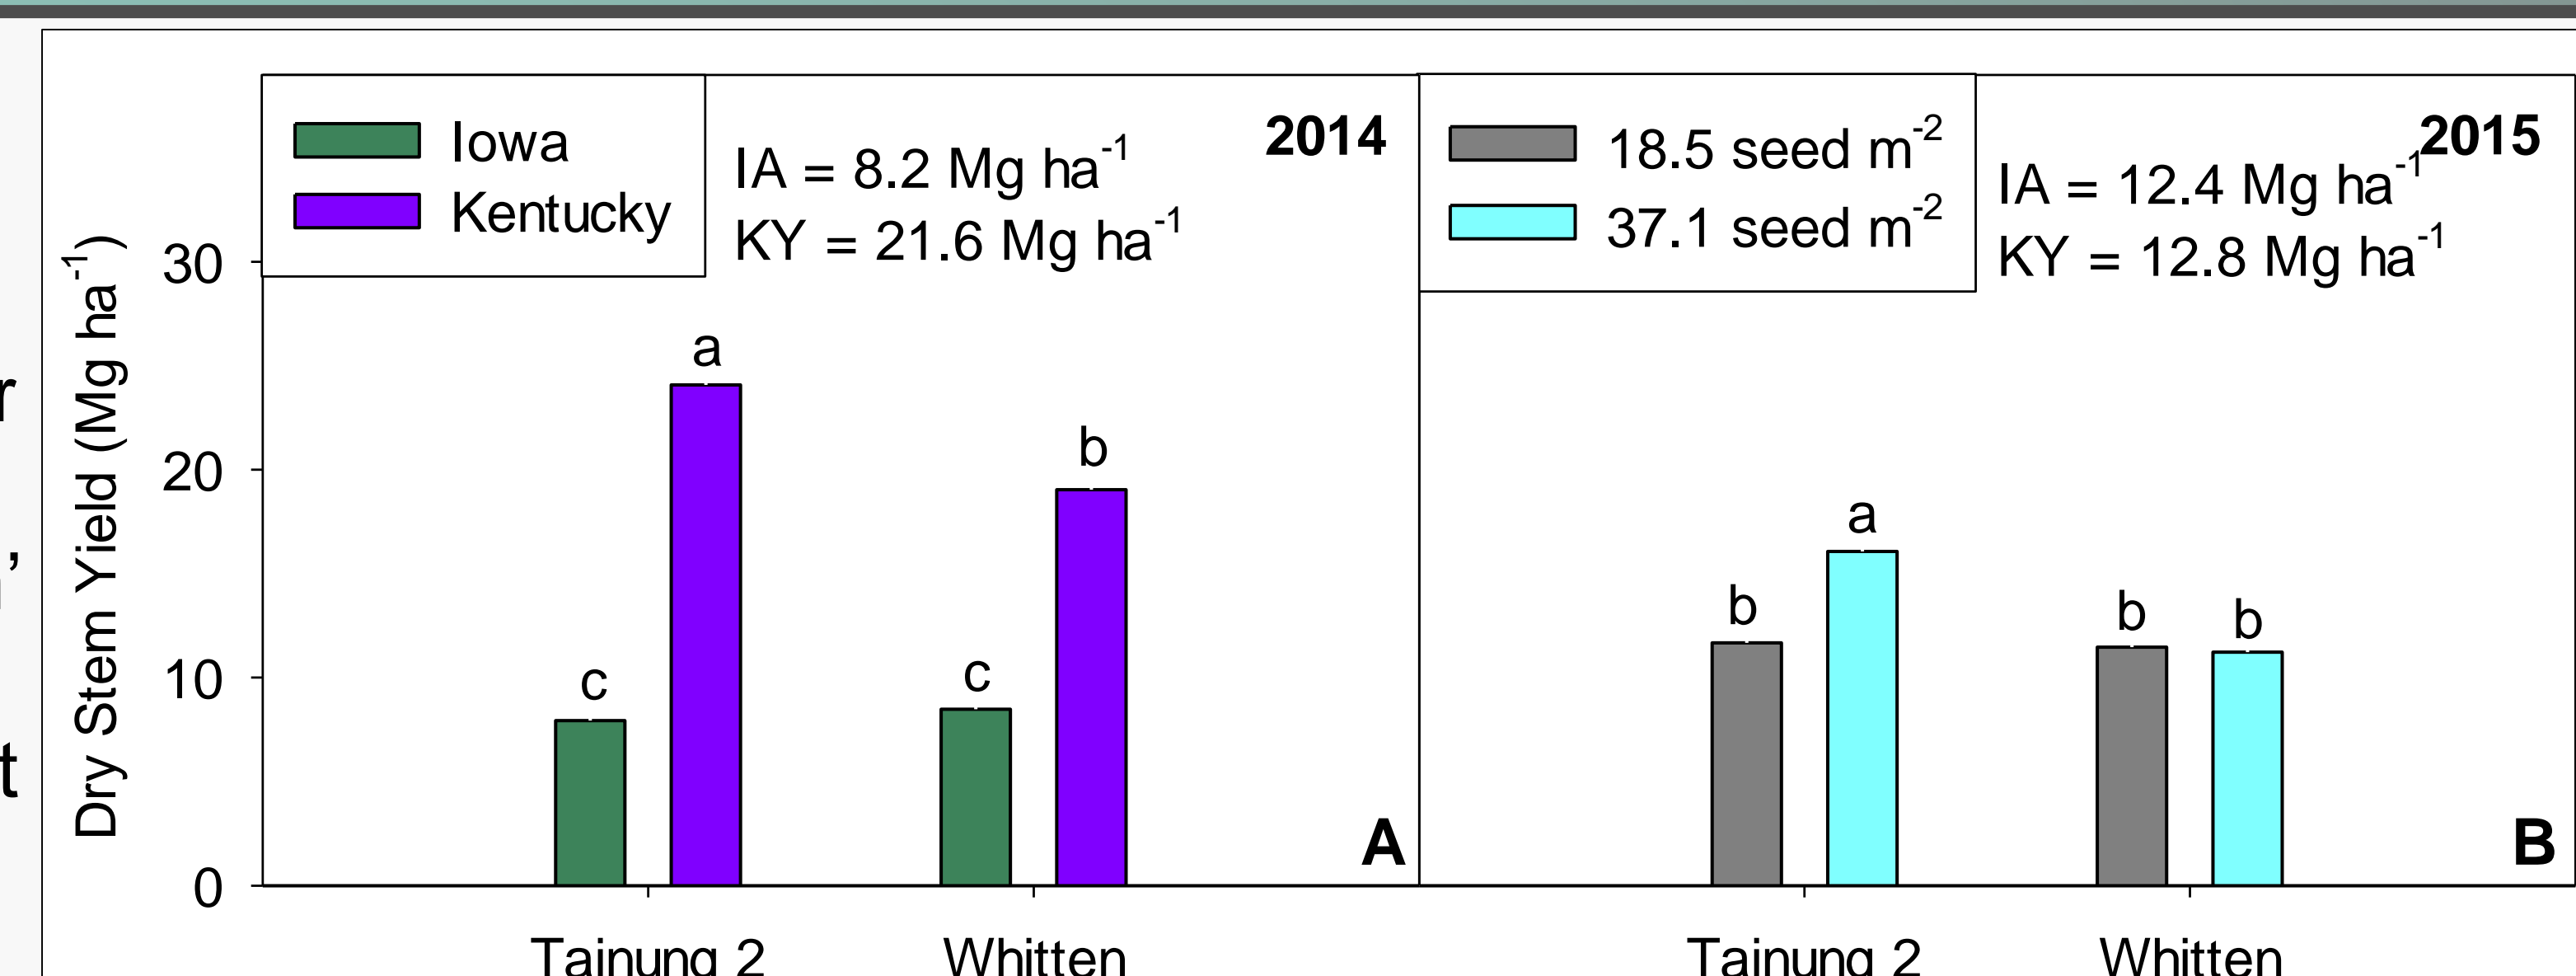 Iowa
Kentucky
IA = 8.2 Mg ha⁻¹
KY = 21.6 Mg ha⁻¹
2014
18.5 seed m⁻²
37.1 seed m⁻²
IA = 12.4 Mg ha⁻¹
KY = 12.8 Mg ha⁻¹
2015
Dry Stem Yield (Mg ha⁻¹)
30
20
10
0
c
a
c
b
A
b
a
b
b
B
Tainung 2
Whitten
Tainung 2
Whitten
r
,
t